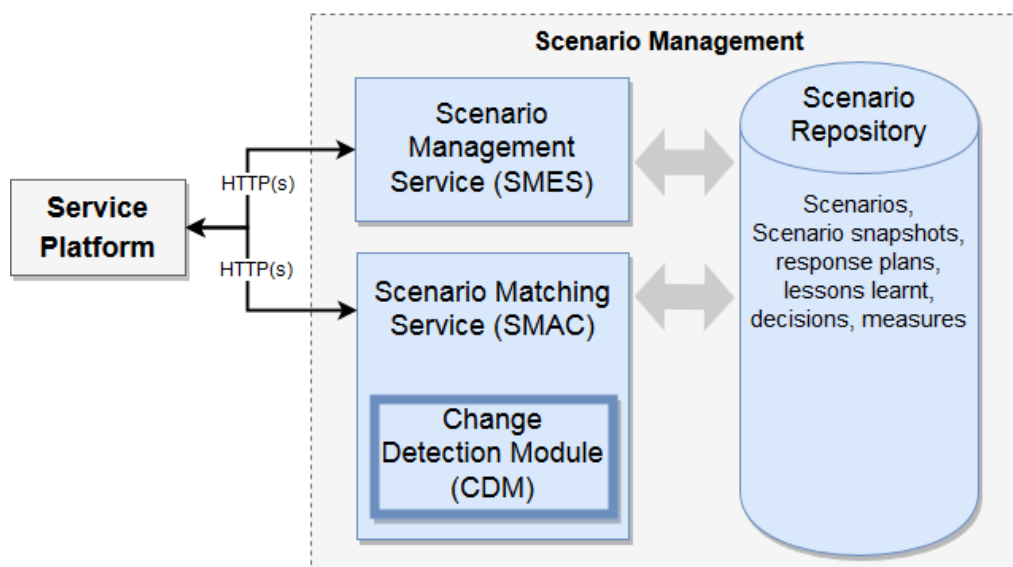 Scenario Management
Scenario
Management
Service (SMES)
Scenario
Repository
HTTP(s)
Service
Platform
HTTP(s)
Scenarios,
Scenario snapshots,
response plans,
lessons learnt,
decisions, measures
Scenario Matching
Service (SMAC)
Change
Detection Module
(CDM)